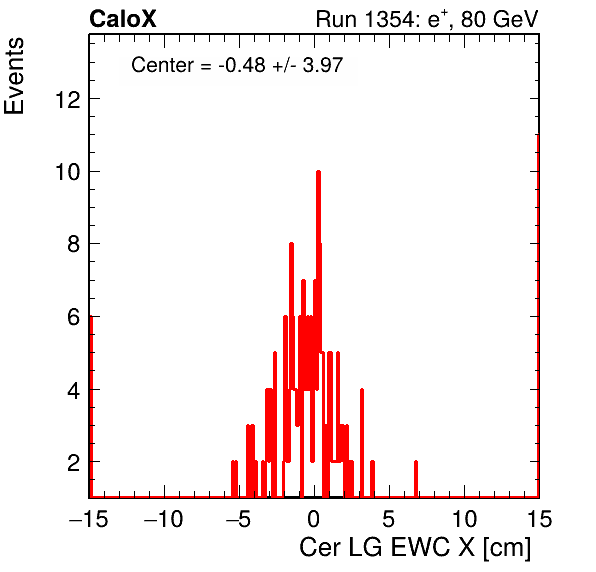 CaloX Run 1354: e⁺, 80 GeV
Center = -0.48 +/- 3.97
Events
12
10
8
6
4
2
−15 −10 −5 0 5 10 15
Cer LG EWC X [cm]